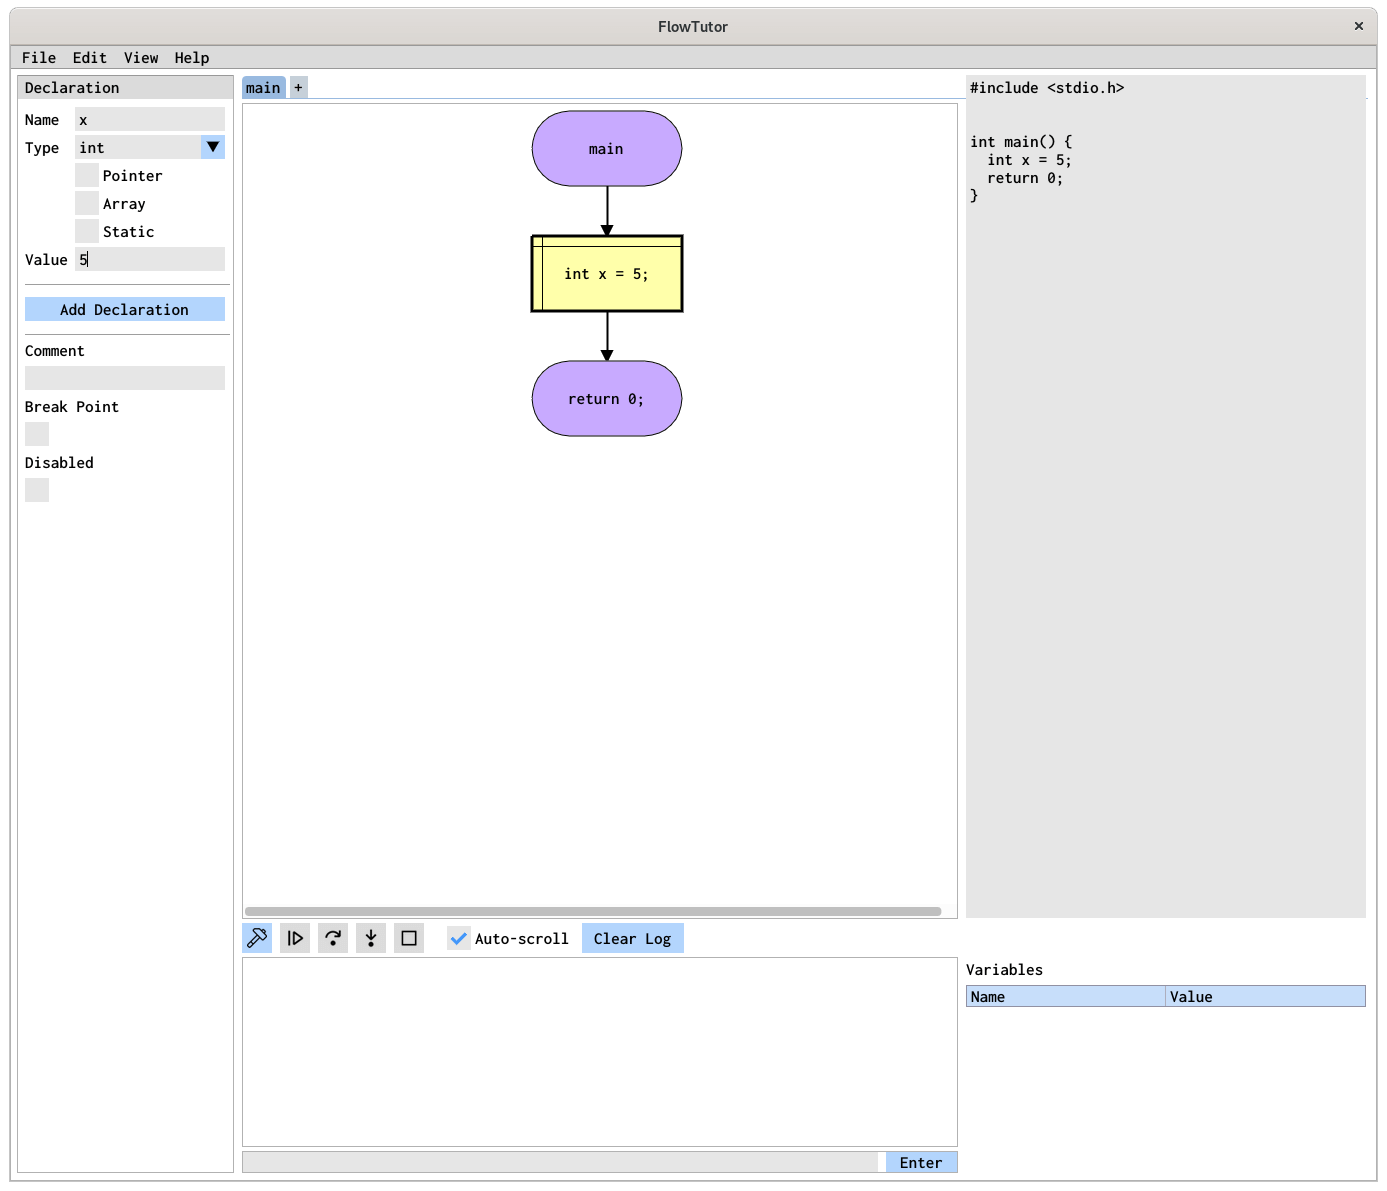 FlowTutor
File Edit View Help
Declaration
Name x
Type int
Pointer
Array
Static
Value 5
Add Declaration
Comment
Break Point
Disabled
main +
main
int x = 5;
return 0;
#include <stdio.h>
int main() {
  int x = 5;
  return 0;
}
Auto-scroll
Clear Log
Enter
Variables
Name Value